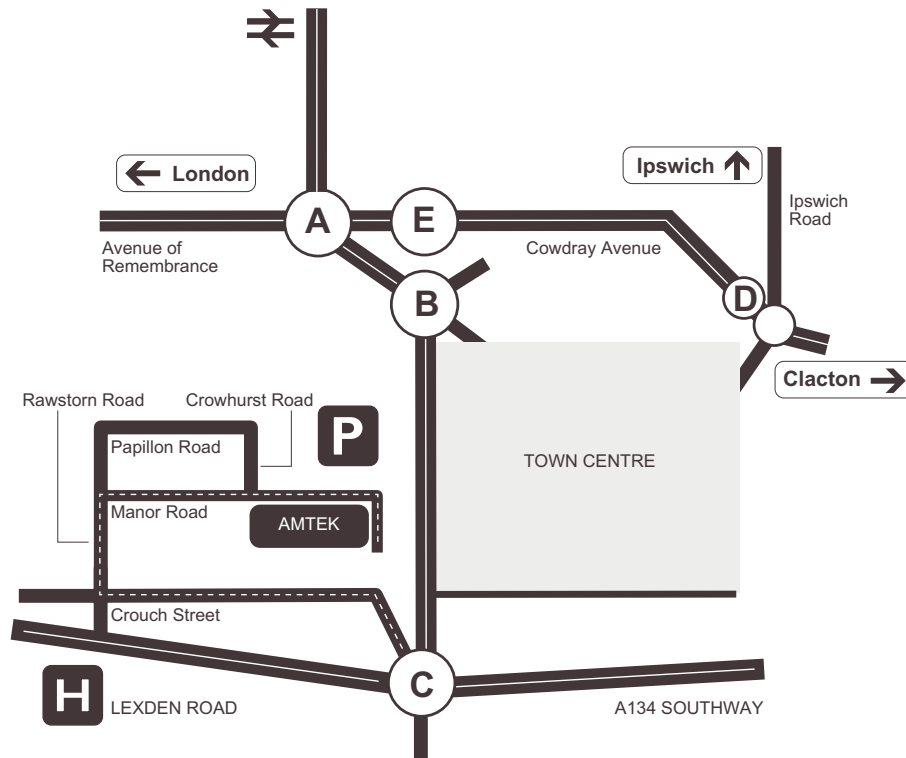 London
Ipswich
A
E
Ipswich
Road
Avenue of
Remembrance
Cowdray Avenue
D
B
Clacton
Rawstorn Road
Crowhurst Road
P
Papillon Road
TOWN CENTRE
Manor Road
AMTEK
Crouch Street
C
H
LEXDEN ROAD
A134 SOUTHWAY